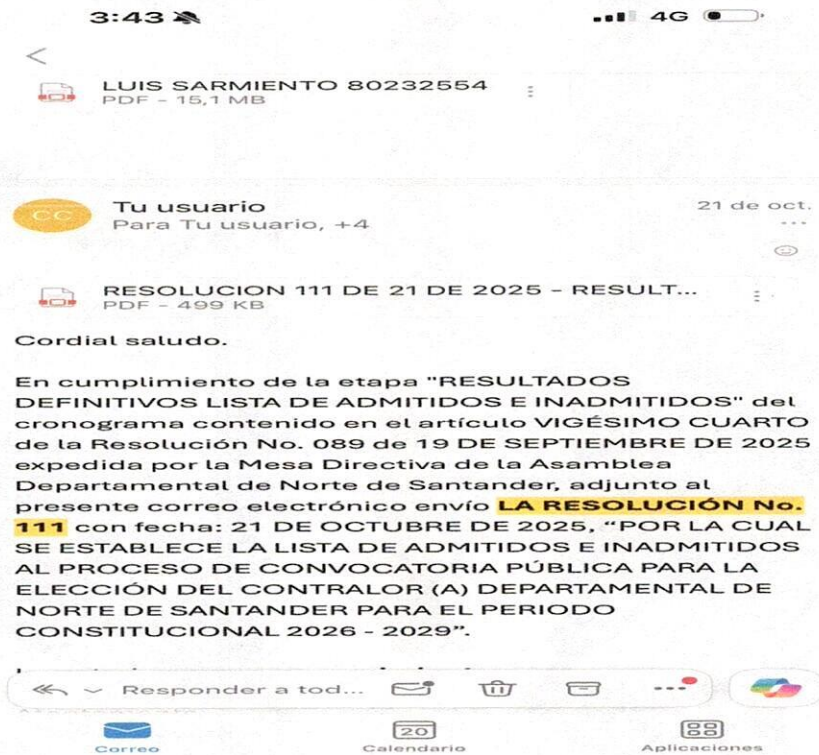 3:43
4G
LUIS SARMIENTO 80232554
PDF - 15,1 MB
CC
Tu usuario
21 de oct.
Para Tu usuario, +4
RESOLUCION 111 DE 21 DE 2025 - RESULT...
PDF - 499 KB
Cordial saludo.
En cumplimiento de la etapa "RESULTADOS
DEFINITIVOS LISTA DE ADMITIDOS E INADMITIDOS" del
cronograma contenido en el artículo VIGÉSIMO CUARTO
de la Resolución No. 089 de 19 DE SEPTIEMBRE DE 2025
expedida por la Mesa Directiva de la Asamblea
Departamental de Norte de Santander, adjunto al
presente correo electrónico envío LA RESOLUCIÓN No.
111 con fecha: 21 DE OCTUBRE DE 2025, “POR LA CUAL
SE ESTABLECE LA LISTA DE ADMITIDOS E INADMITIDOS
AL PROCESO DE CONVOCATORIA PÚBLICA PARA LA
ELECCIÓN DEL CONTRALOR (A) DEPARTAMENTAL DE
NORTE DE SANTANDER PARA EL PERIODO
CONSTITUCIONAL 2026 - 2029”.
Responder a tod...
20
Correo
Calendario
Aplicaciones